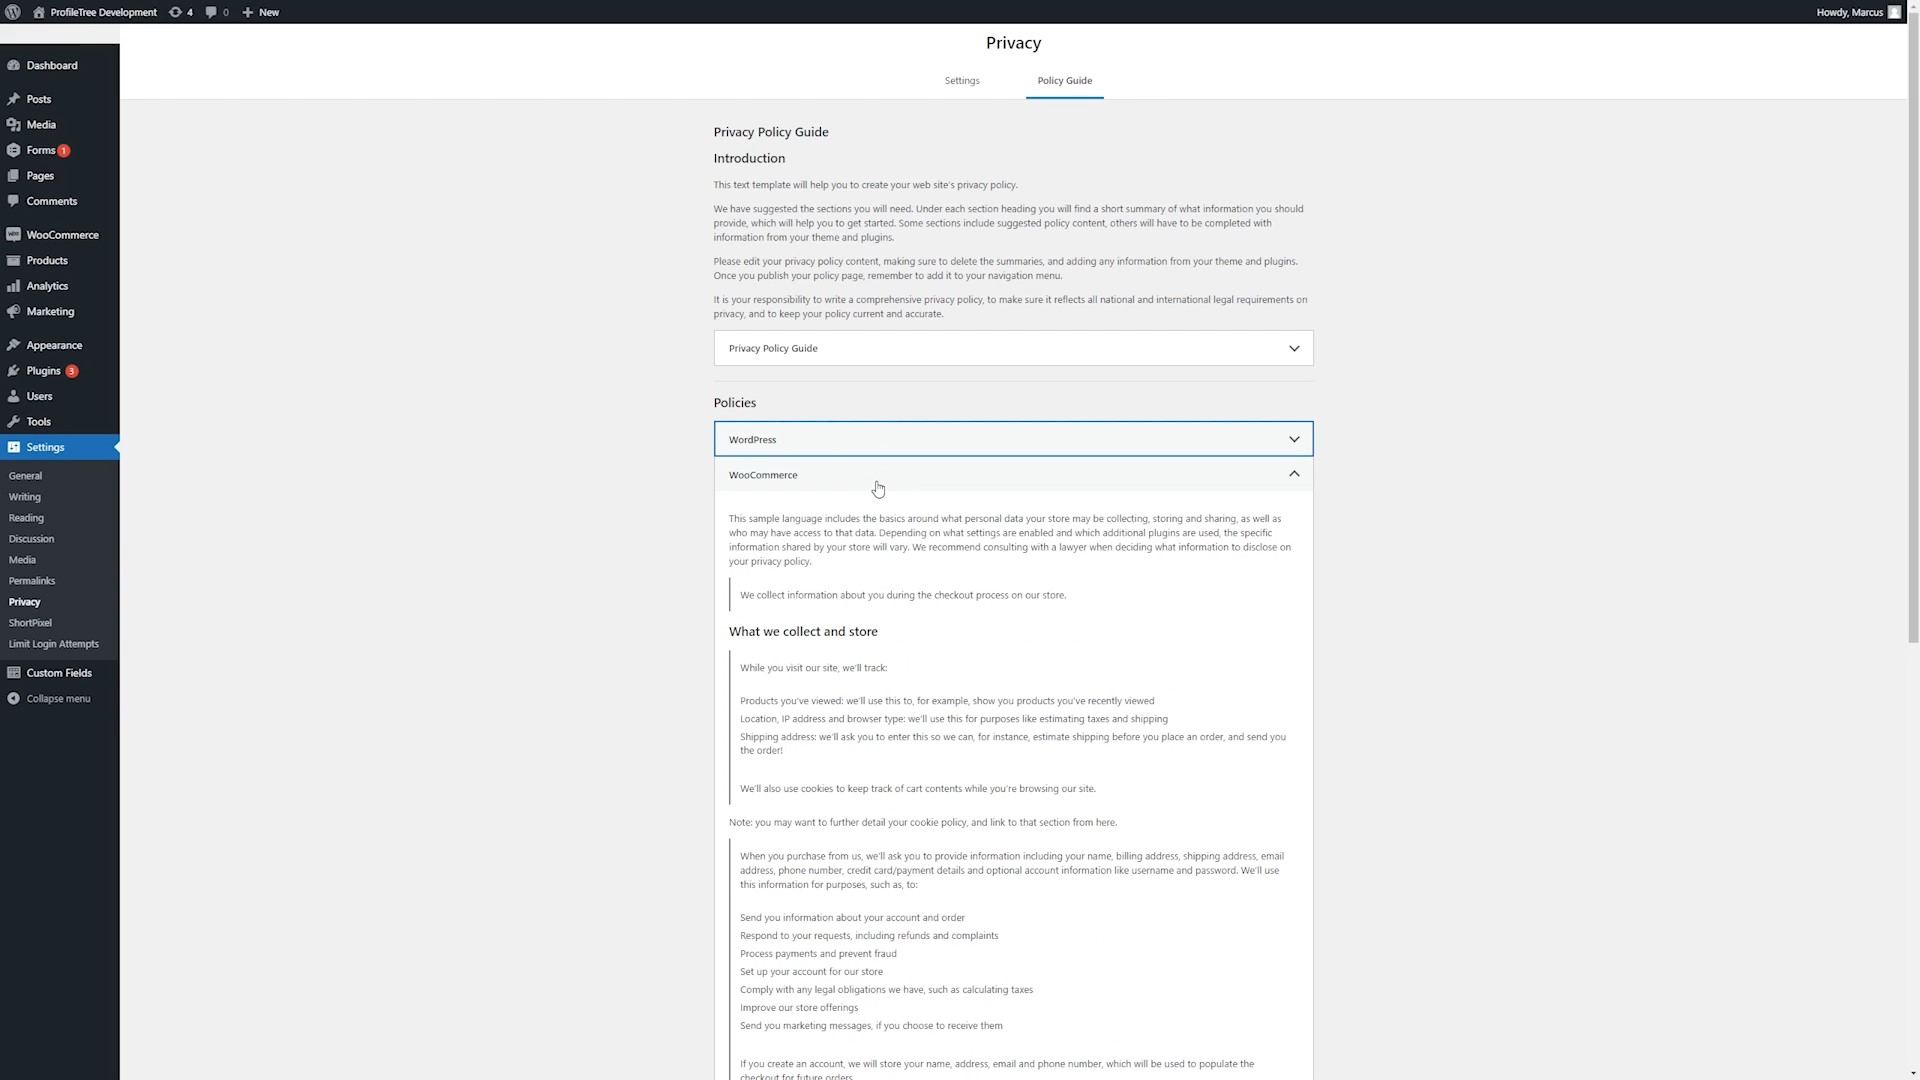 ProfileTree Development 4 0 New Howdy, Marcus
Dashboard
Posts
Media
Forms 1
Pages
Comments
WooCommerce
Products
Analytics
Marketing
Appearance
Plugins 3
Users
Tools
Settings
General
Writing
Reading
Discussion
Media
Permalinks
Privacy
ShortPixel
Limit Login Attempts
Custom Fields
Collapse menu
Privacy
Settings Policy Guide
Privacy Policy Guide
Introduction
This text template will help you to create your web site's privacy policy.
We have suggested the sections you will need. Under each section heading you will find a short summary of what information you should
provide, which will help you to get started. Some sections include suggested policy content, others will have to be completed with
information from your theme and plugins.
Please edit your privacy policy content, making sure to delete the summaries, and adding any information from your theme and plugins.
Once you publish your policy page, remember to add it to your navigation menu.
It is your responsibility to write a comprehensive privacy policy, to make sure it reflects all national and international legal requirements on
privacy, and to keep your policy current and accurate.
Privacy Policy Guide
Policies
WordPress
WooCommerce
This sample language includes the basics around what personal data your store may be collecting, storing and sharing, as well as
who may have access to that data. Depending on what settings are enabled and which additional plugins are used, the specific
information shared by your store will vary. We recommend consulting with a lawyer when deciding what information to disclose on
your privacy policy.
We collect information about you during the checkout process on our store.
What we collect and store
While you visit our site, we'll track:
Products you've viewed: we'll use this to, for example, show you products you've recently viewed
Location, IP address and browser type: we'll use this for purposes like estimating taxes and shipping
Shipping address: we'll ask you to enter this so we can, for instance, estimate shipping before you place an order, and send you
the order!
We'll also use cookies to keep track of cart contents while you're browsing our site.
Note: you may want to further detail your cookie policy, and link to that section from here.
When you purchase from us, we'll ask you to provide information including your name, billing address, shipping address, email
address, phone number, credit card/payment details and optional account information like username and password. We'll use
this information for purposes, such as, to:
Send you information about your account and order
Respond to your requests, including refunds and complaints
Process payments and prevent fraud
Set up your account for our store
Comply with any legal obligations we have, such as calculating taxes
Improve our store offerings
Send you marketing messages, if you choose to receive them
If you create an account, we will store your name, address, email and phone number, which will be used to populate the
checkout for future orders.